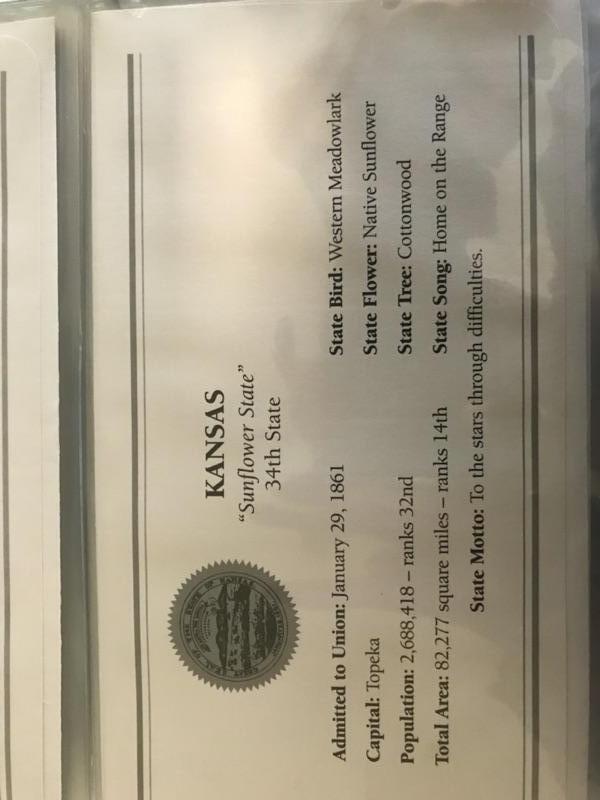 KANSAS
“Sunflower State”
34th State
Admitted to Union: January 29, 1861
Capital: Topeka
Population: 2,688,418 – ranks 32nd
Total Area: 82,277 square miles – ranks 14th
State Bird: Western Meadowlark
State Flower: Native Sunflower
State Tree: Cottonwood
State Song: Home on the Range
State Motto: To the stars through difficulties.